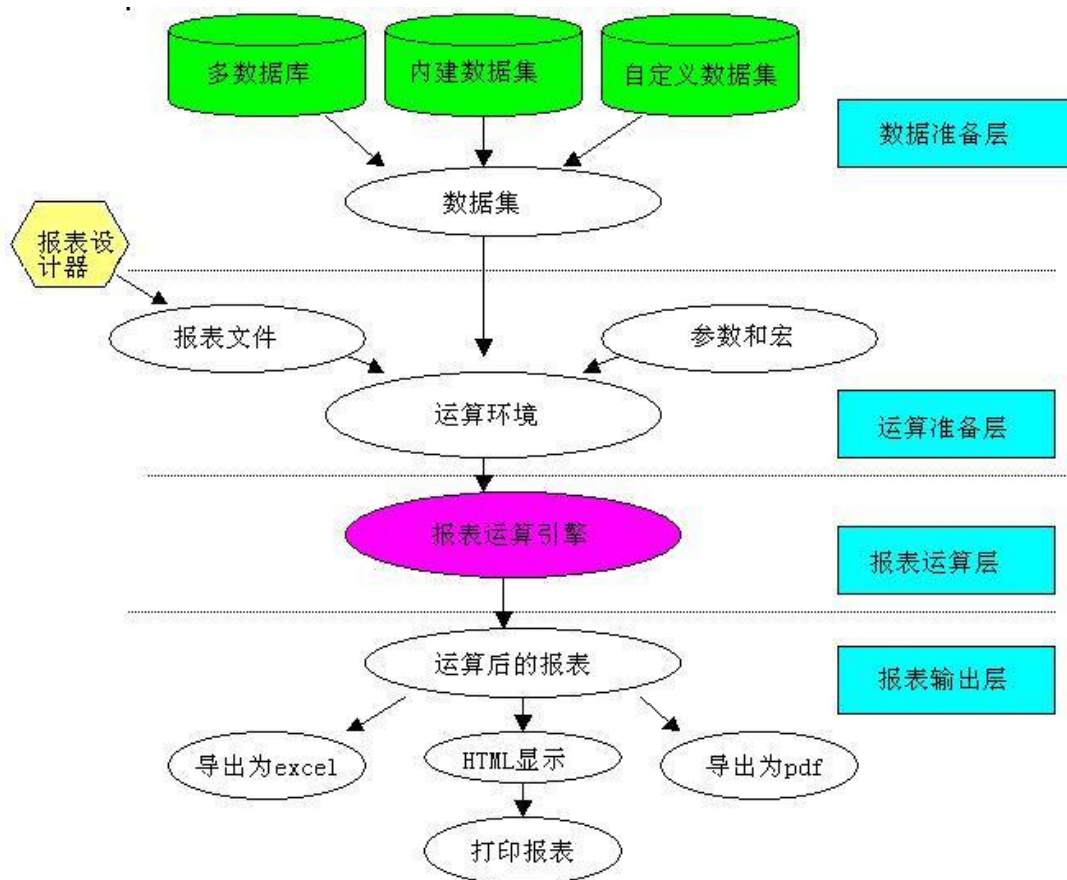 多数据库
内建数据集
自定义数据集
数据准备层
数据集
报表设
计器
报表文件
参数和宏
运算环境
运算准备层
报表运算引擎
报表运算层
运算后的报表
报表输出层
导出为excel
HTML显示
导出为pdf
打印报表